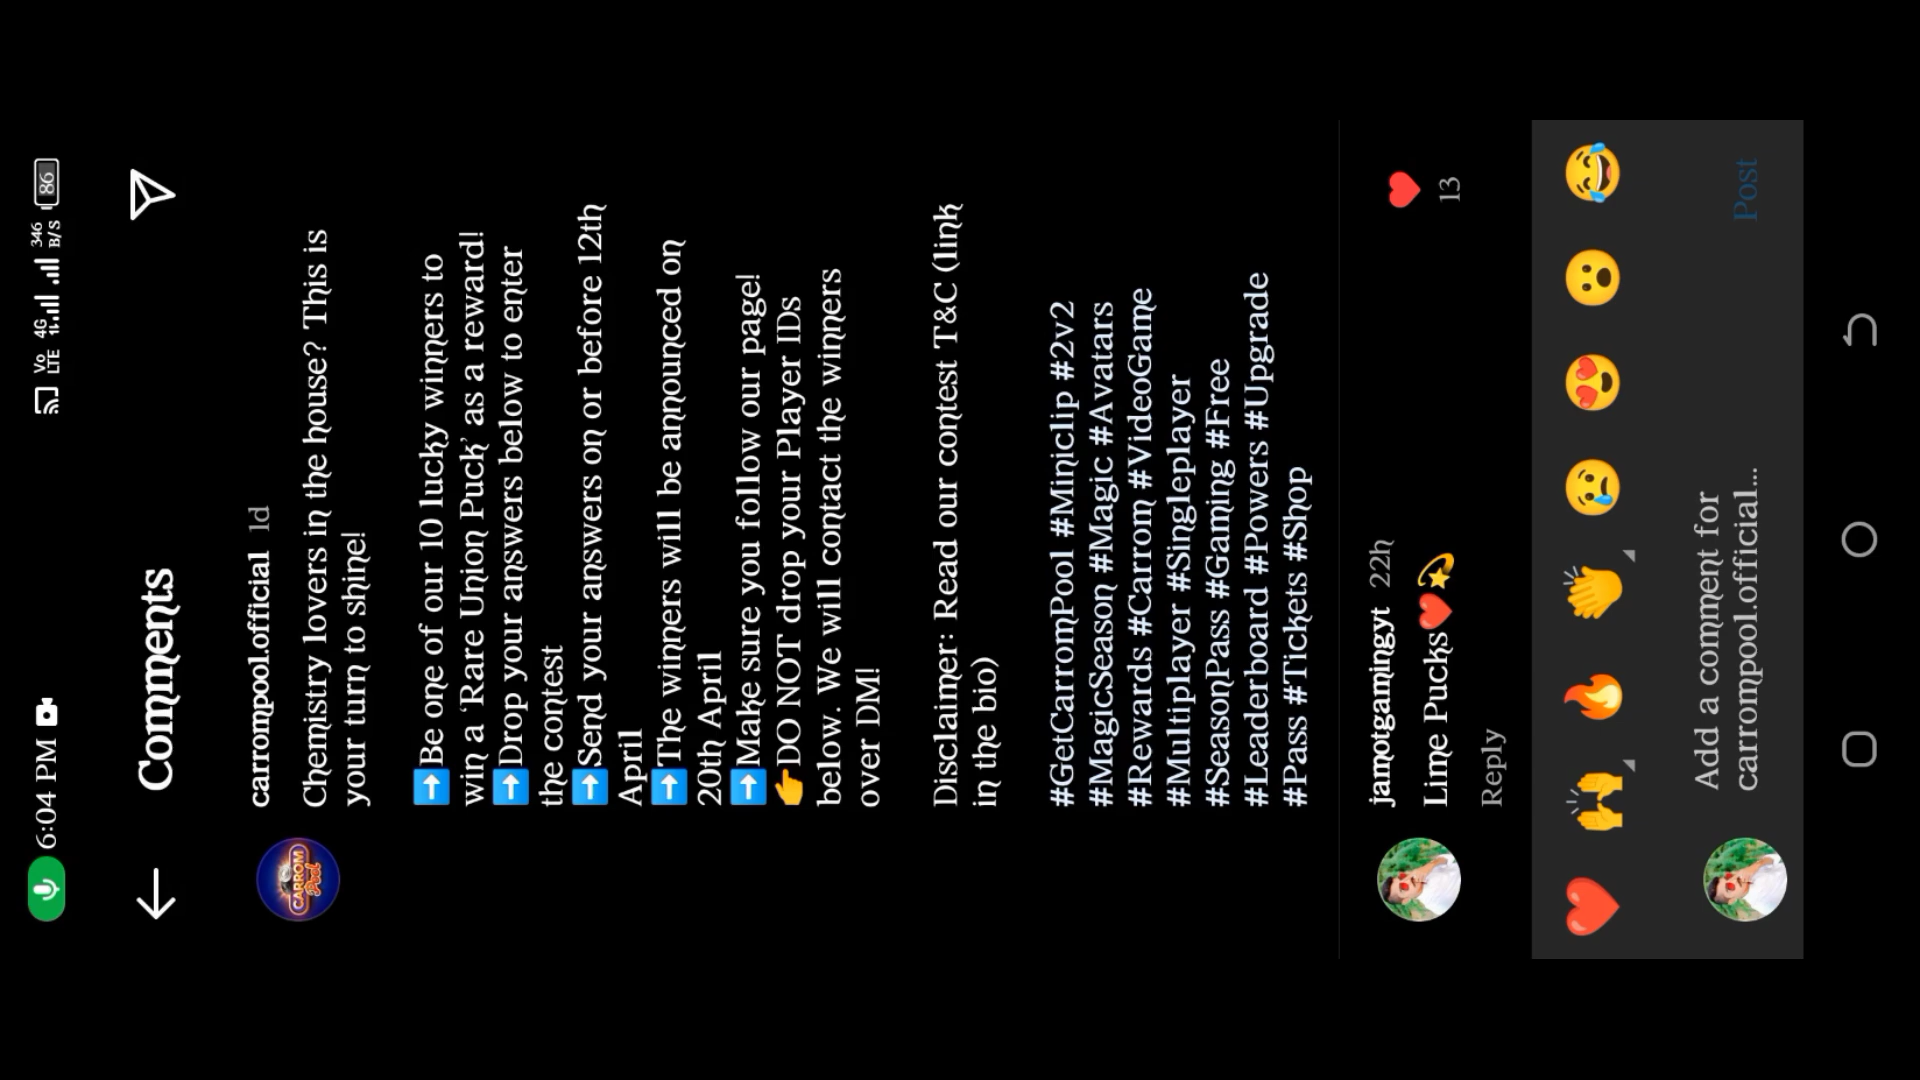 6:04 PM
Vo LTE 4G 346 B/S 86
Comments
carrompool.official 1d
Chemistry lovers in the house? This is
your turn to shine!
➡️Be one of our 10 lucky winners to
win a 'Rare Union Puck' as a reward!
➡️Drop your answers below to enter
the contest
➡️Send your answers on or before 12th
April
➡️The winners will be announced on
20th April
➡️Make sure you follow our page!
👉DO NOT drop your Player IDs
below. We will contact the winners
over DM!
Disclaimer: Read our contest T&C (link
in the bio)
#GetCarromPool #Miniclip #2v2
#MagicSeason #Magic #Avatars
#Rewards #Carrom #VideoGame
#Multiplayer #Singleplayer
#SeasonPass #Gaming #Free
#Leaderboard #Powers #Upgrade
#Pass #Tickets #Shop
CARROM
Pool
jamotgamingyt 22h
Lime Pucks❤️💫
13
Reply
Add a comment for
carrompool.official...
Post